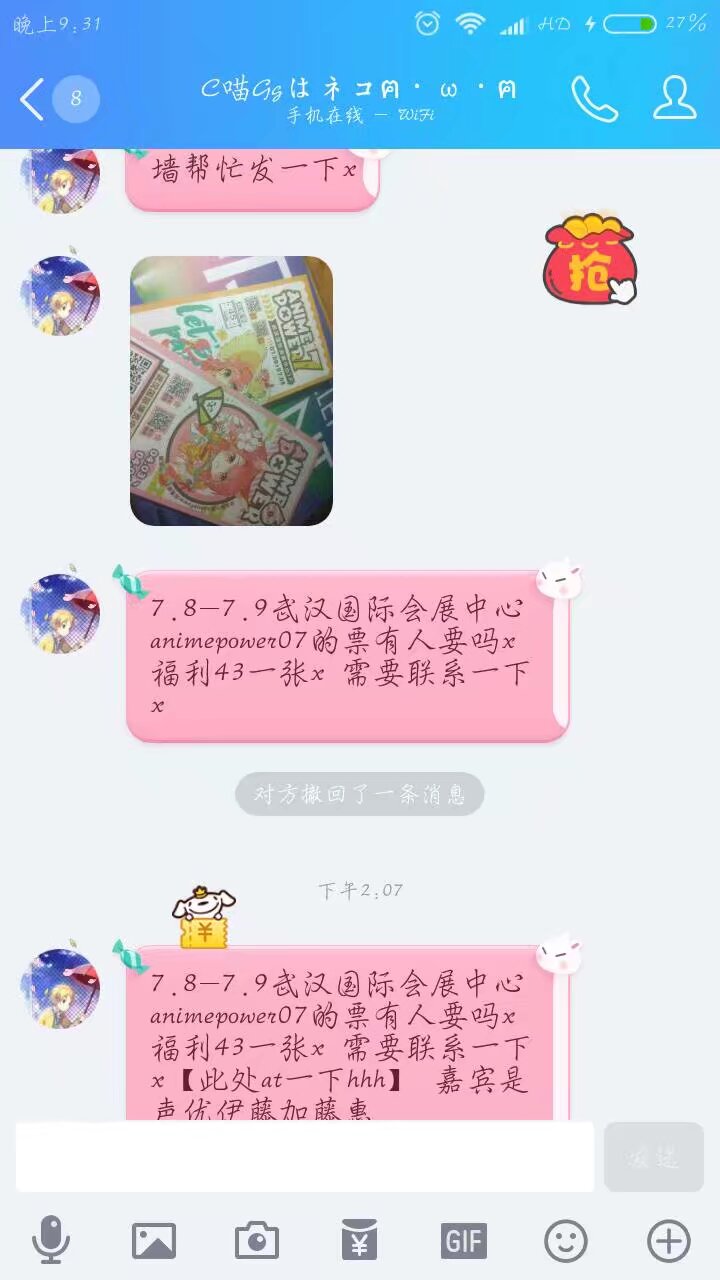 晚上9:31
HD
27%
8
C喵Gsはネコฅ·ω·ฅ
手机在线 - WiFi
墙帮忙发一下x
抢
ANIME POWER
let's
ANIME POWER
7.8-7.9武汉国际会展中心
animepower07的票有人要吗x
福利43一张x 需要联系一下
x
对方撤回了一条消息
下午2:07
¥
7.8-7.9武汉国际会展中心
animepower07的票有人要吗x
福利43一张x 需要联系一下
x【此处at一下hhh】 嘉宾是
声优伊藤加藤惠
发送
¥
GIF